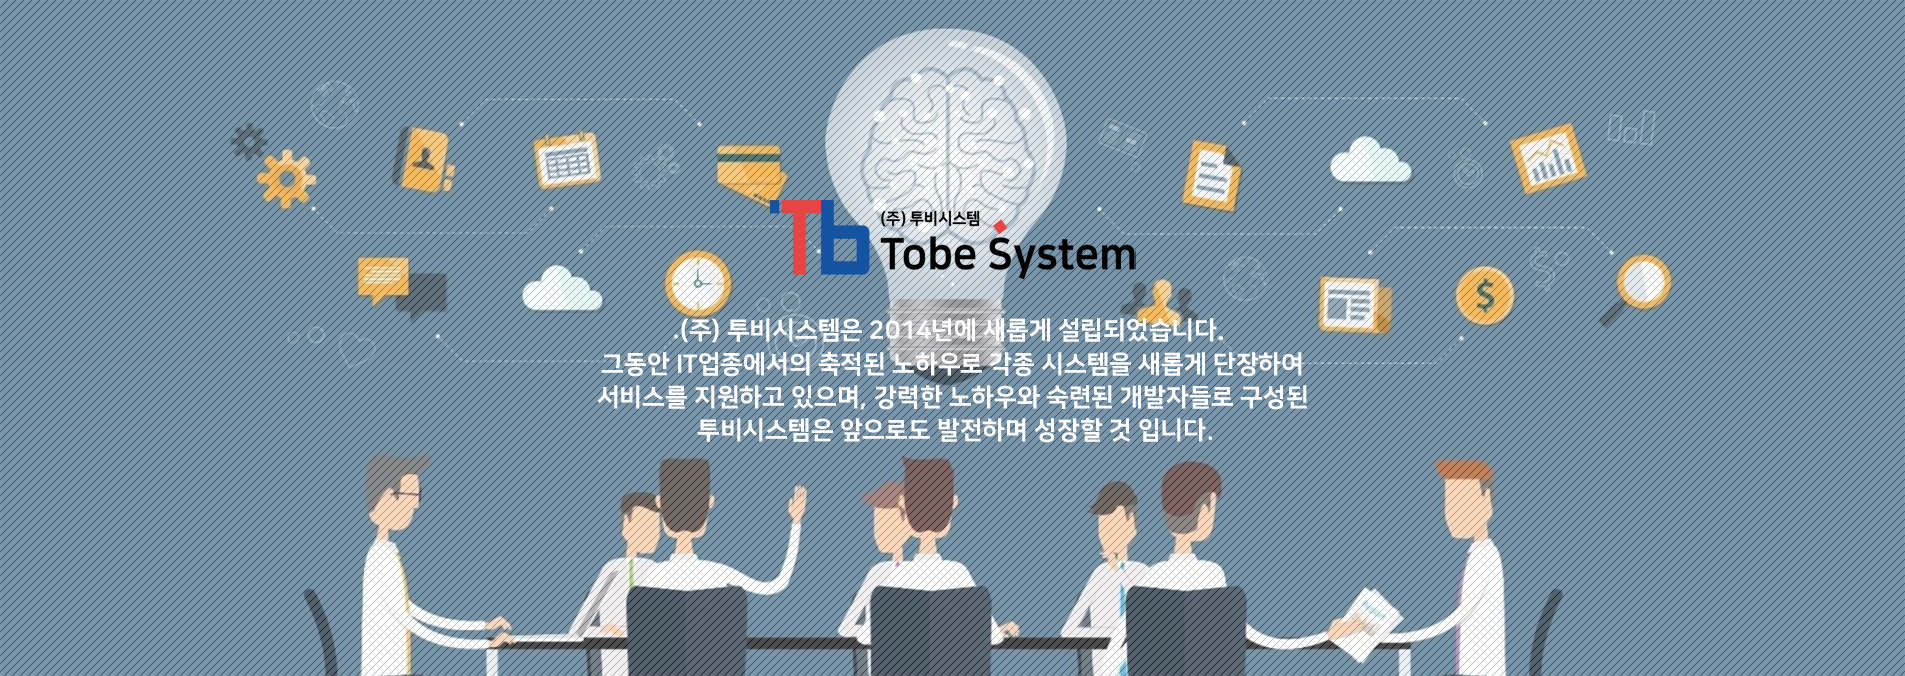 (주) 투비시스템
Tobe System
.(주) 투비시스템은 2014년에 새롭게 설립되었습니다.
그동안 IT업종에서의 축적된 노하우로 각종 시스템을 새롭게 단장하여
서비스를 지원하고 있으며, 강력한 노하우와 숙련된 개발자들로 구성된
투비시스템은 앞으로도 발전하며 성장할 것 입니다.